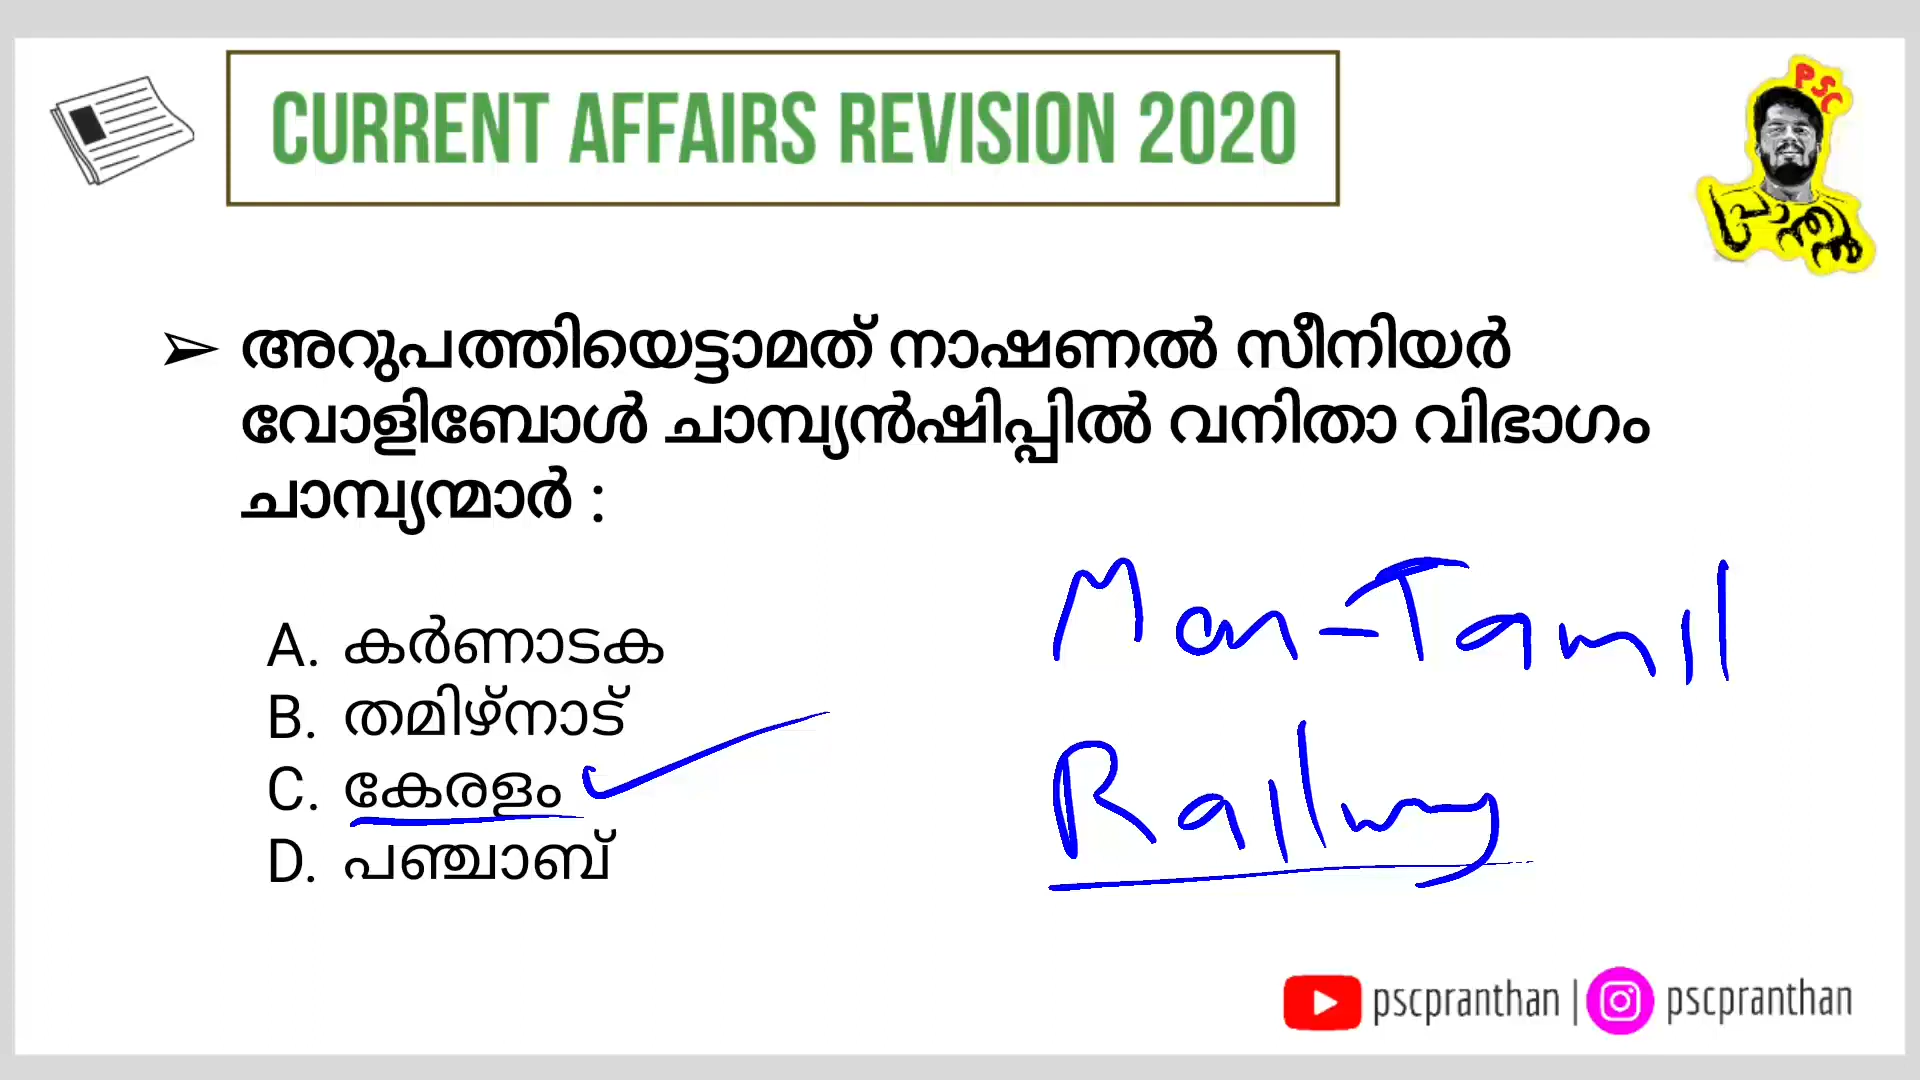 CURRENT AFFAIRS REVISION 2020
PSC
പ്രാന്തൻ
➢ അറുപത്തിയെട്ടാമത് നാഷണൽ സീനിയർ
വോളിബോൾ ചാമ്പ്യൻഷിപ്പിൽ വനിതാ വിഭാഗം
ചാമ്പ്യന്മാർ :
A. കർണാടക
B. തമിഴ്നാട്
C. കേരളം
D. പഞ്ചാബ്
Men-Tamil
Railway
pscpranthan | pscpranthan